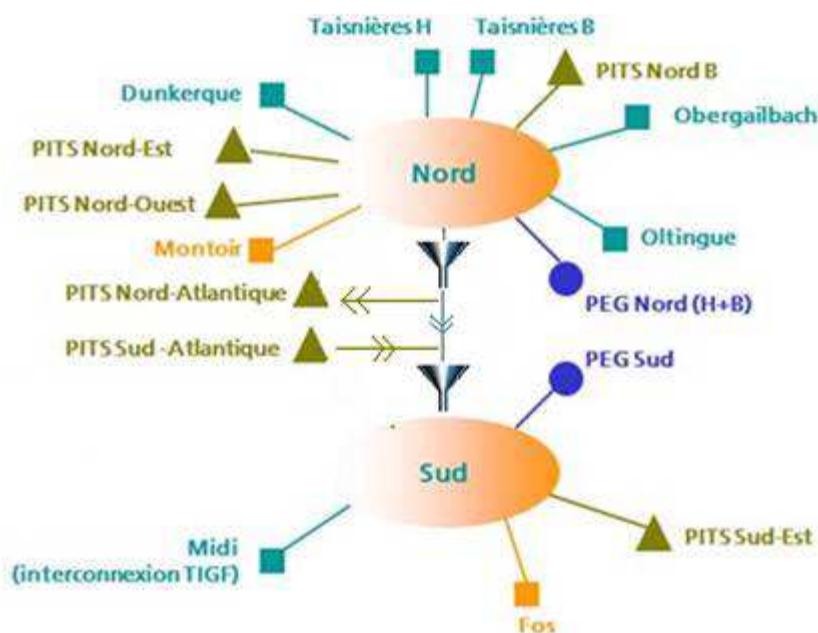 Taisnières H
Taisnières B
PITS Nord B
Dunkerque
Obergailbach
PITS Nord-Est
Nord
PITS Nord-Ouest
Oltingue
Montoir
PITS Nord-Atlantique
PEG Nord (H+B)
PITS Sud -Atlantique
PEG Sud
Sud
PITS Sud-Est
Midi
(interconnexion TIGF)
Fos